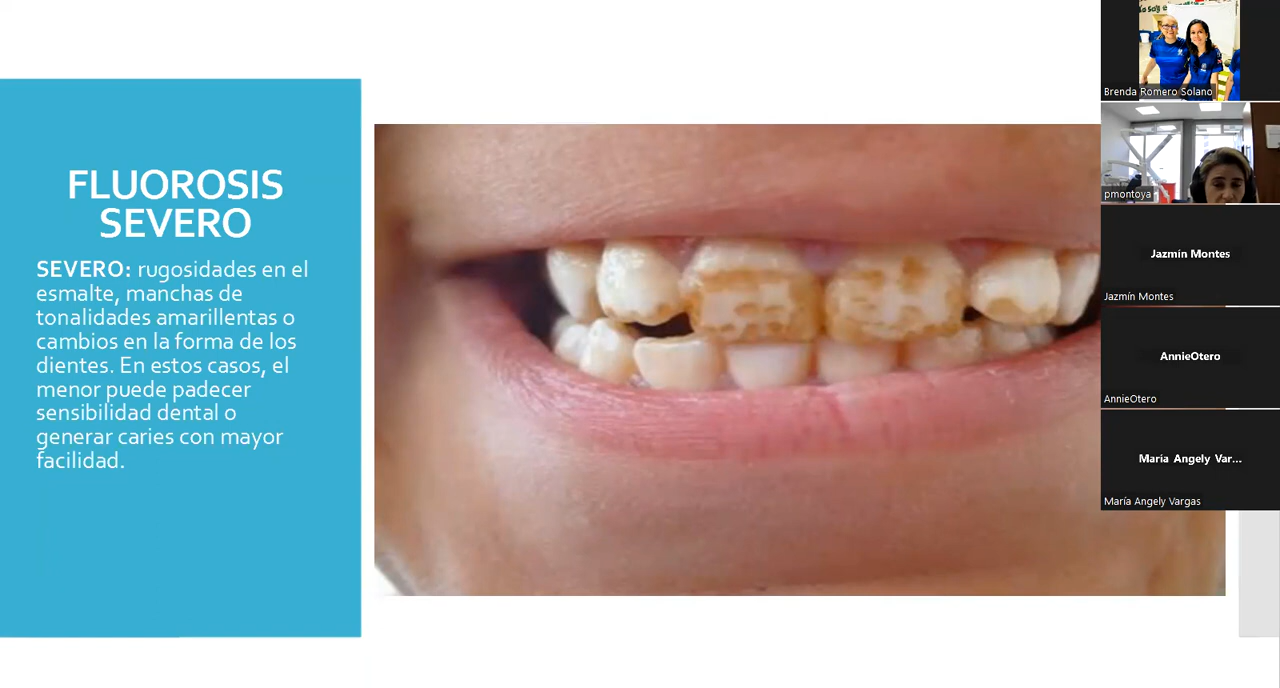 FLUOROSIS
SEVERO
SEVERO: rugosidades en el
esmalte, manchas de
tonalidades amarillentas o
cambios en la forma de los
dientes. En estos casos, el
menor puede padecer
sensibilidad dental o
generar caries con mayor
facilidad.
Brenda Romero Solano
pmontoya
Jazmín Montes
Jazmín Montes
AnnieOtero
AnnieOtero
María Angely Var...
María Angely Vargas